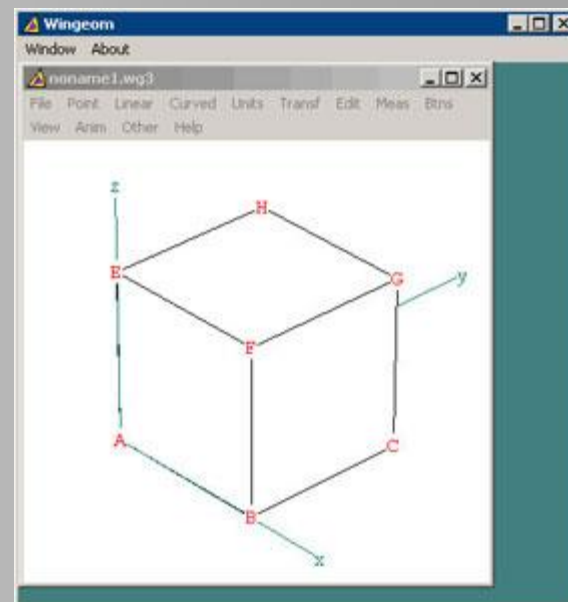 Wingeom
Window About
noname1.wg3
File Point Linear Curved Units Transf Edit Meas Btns
View Anim Other Help
z
H
E
G
y
F
A
C
B
x